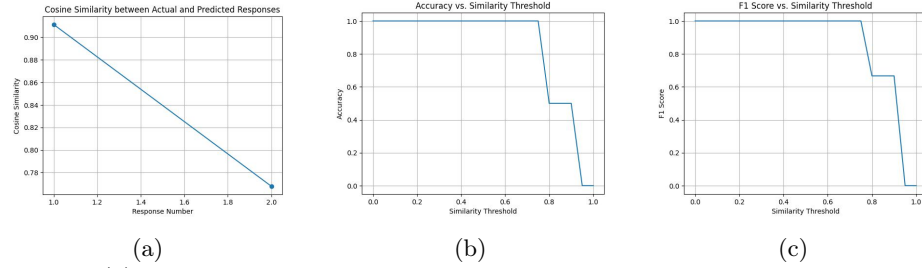 Cosine Similarity between Actual and Predicted Responses
0.90
0.88
0.86
0.84
0.82
0.80
0.78
Cosine Similarity
1.0 1.2 1.4 1.6 1.8 2.0
Response Number
(a)
Accuracy vs. Similarity Threshold
1.0
0.8
0.6
0.4
0.2
0.0
Accuracy
0.0 0.2 0.4 0.6 0.8 1.0
Similarity Threshold
(b)
F1 Score vs. Similarity Threshold
1.0
0.8
0.6
0.4
0.2
0.0
F1 Score
0.0 0.2 0.4 0.6 0.8 1.0
Similarity Threshold
(c)